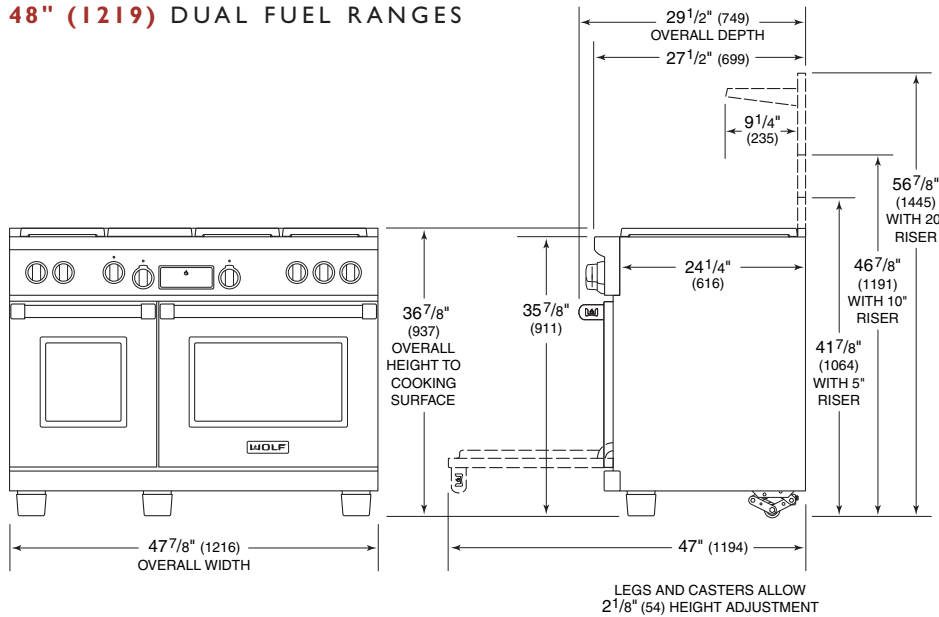 48" (1219) DUAL FUEL RANGES
29 1/2" (749)
OVERALL DEPTH
27 1/2" (699)
9 1/4"
(235)
56 7/8"
(1445)
WITH 20
RISER
46 7/8"
(1191)
WITH 10"
RISER
41 7/8"
(1064)
WITH 5"
RISER
24 1/4"
(616)
36 7/8"
(937)
OVERALL
HEIGHT TO
COOKING
SURFACE
35 7/8"
(911)
WOLF
47 7/8" (1216)
OVERALL WIDTH
47" (1194)
LEGS AND CASTERS ALLOW
2 1/8" (54) HEIGHT ADJUSTMENT